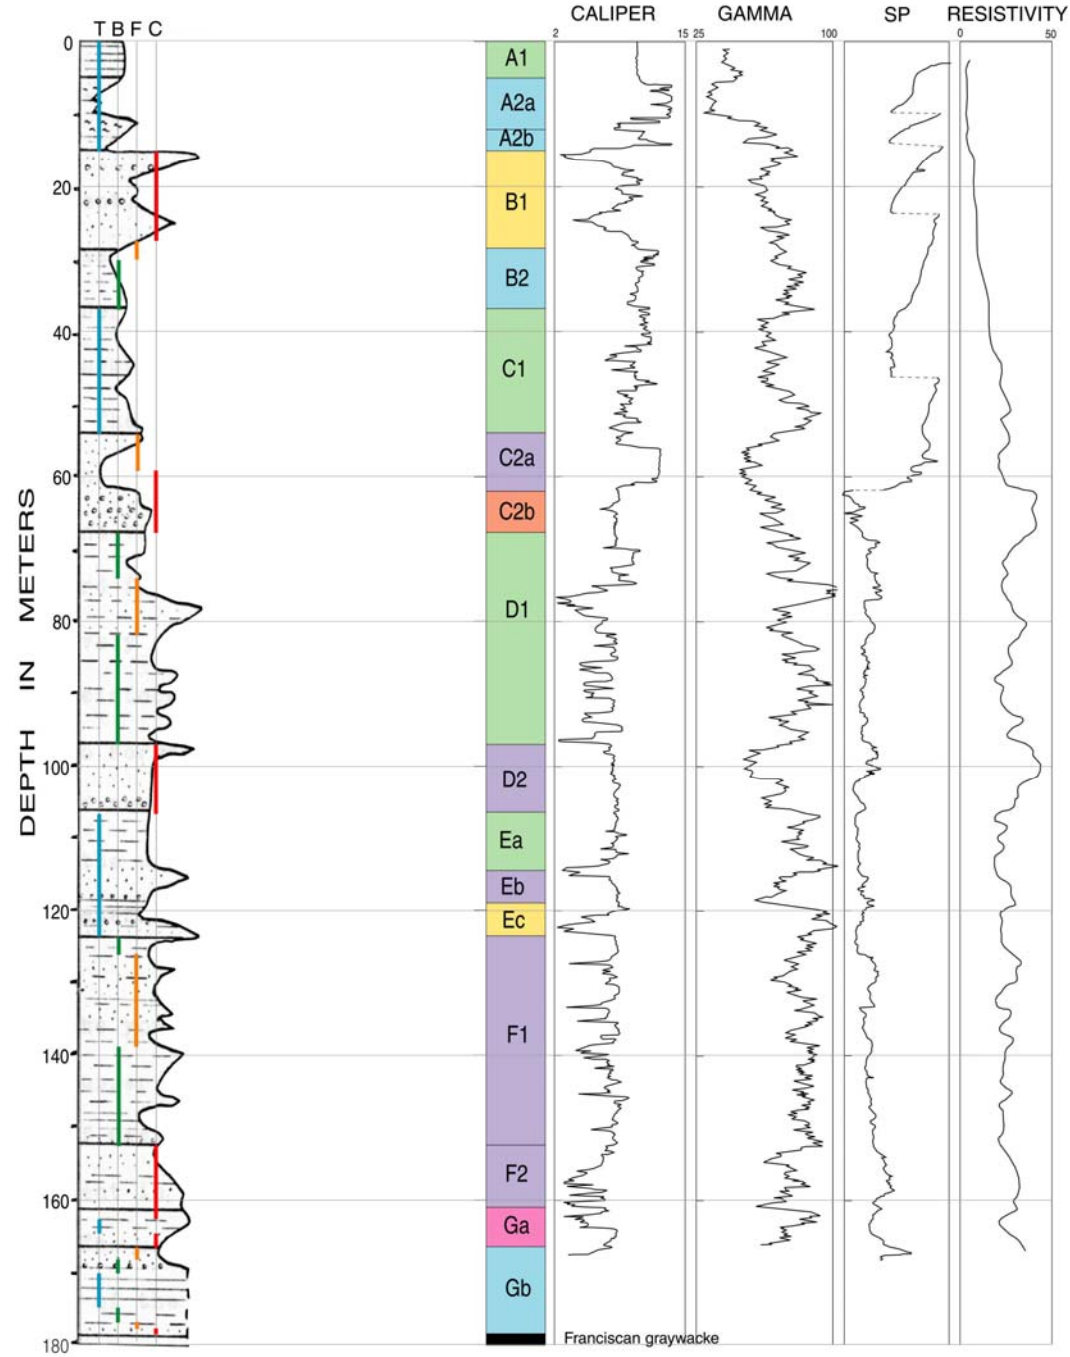 CALIPER GAMMA SP RESISTIVITY
T B F C
2 15 25 100 0 50
0
A1
A2a
A2b
20
B1
B2
40
C1
C2a
60
C2b
80
D1
100
D2
Ea
Eb
120
Ec
F1
140
F2
160
Ga
Gb
180
Franciscan graywacke
DEPTH IN METERS